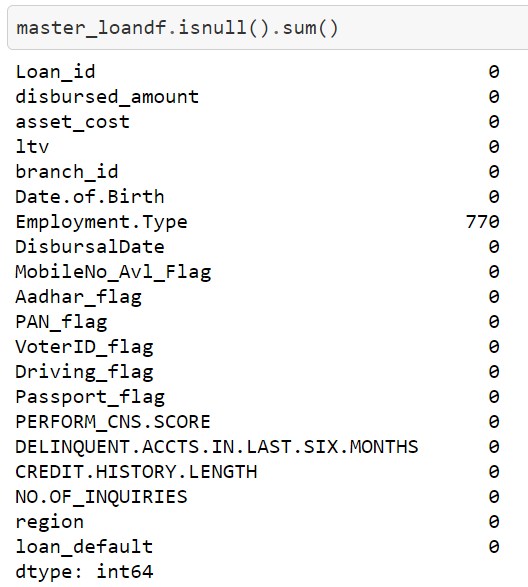 master_loandf.isnull().sum()
Loan_id 0
disbursed_amount 0
asset_cost 0
ltv 0
branch_id 0
Date.of.Birth 0
Employment.Type 770
DisbursalDate 0
MobileNo_Avl_Flag 0
Aadhar_flag 0
PAN_flag 0
VoterID_flag 0
Driving_flag 0
Passport_flag 0
PERFORM_CNS.SCORE 0
DELINQUENT.ACCTS.IN.LAST.SIX.MONTHS 0
CREDIT.HISTORY.LENGTH 0
NO.OF_INQUIRIES 0
region 0
loan_default 0
dtype: int64